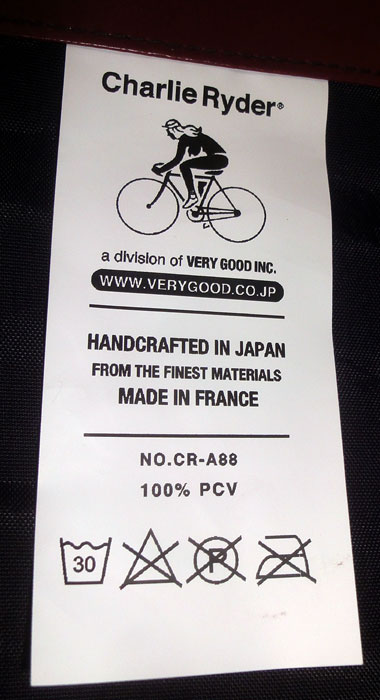 Charlie Ryder®
a division of VERY GOOD INC.
WWW.VERYGOOD.CO.JP
HANDCRAFTED IN JAPAN
FROM THE FINEST MATERIALS
MADE IN FRANCE
NO.CR-A88
100% PCV
30 P